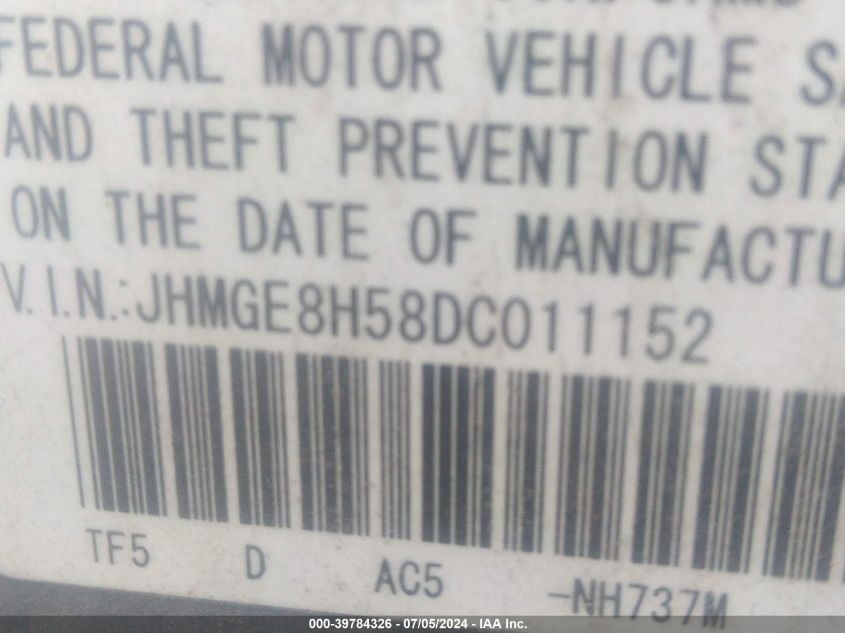 FEDERAL MOTOR VEHICLE SA
AND THEFT PREVENTION STA
ON THE DATE OF MANUFACTU
V.I.N.:JHMGE8H58DC011152
TF5 D AC5 -NH737M
000-39784326 - 07/05/2024 - IAA Inc.